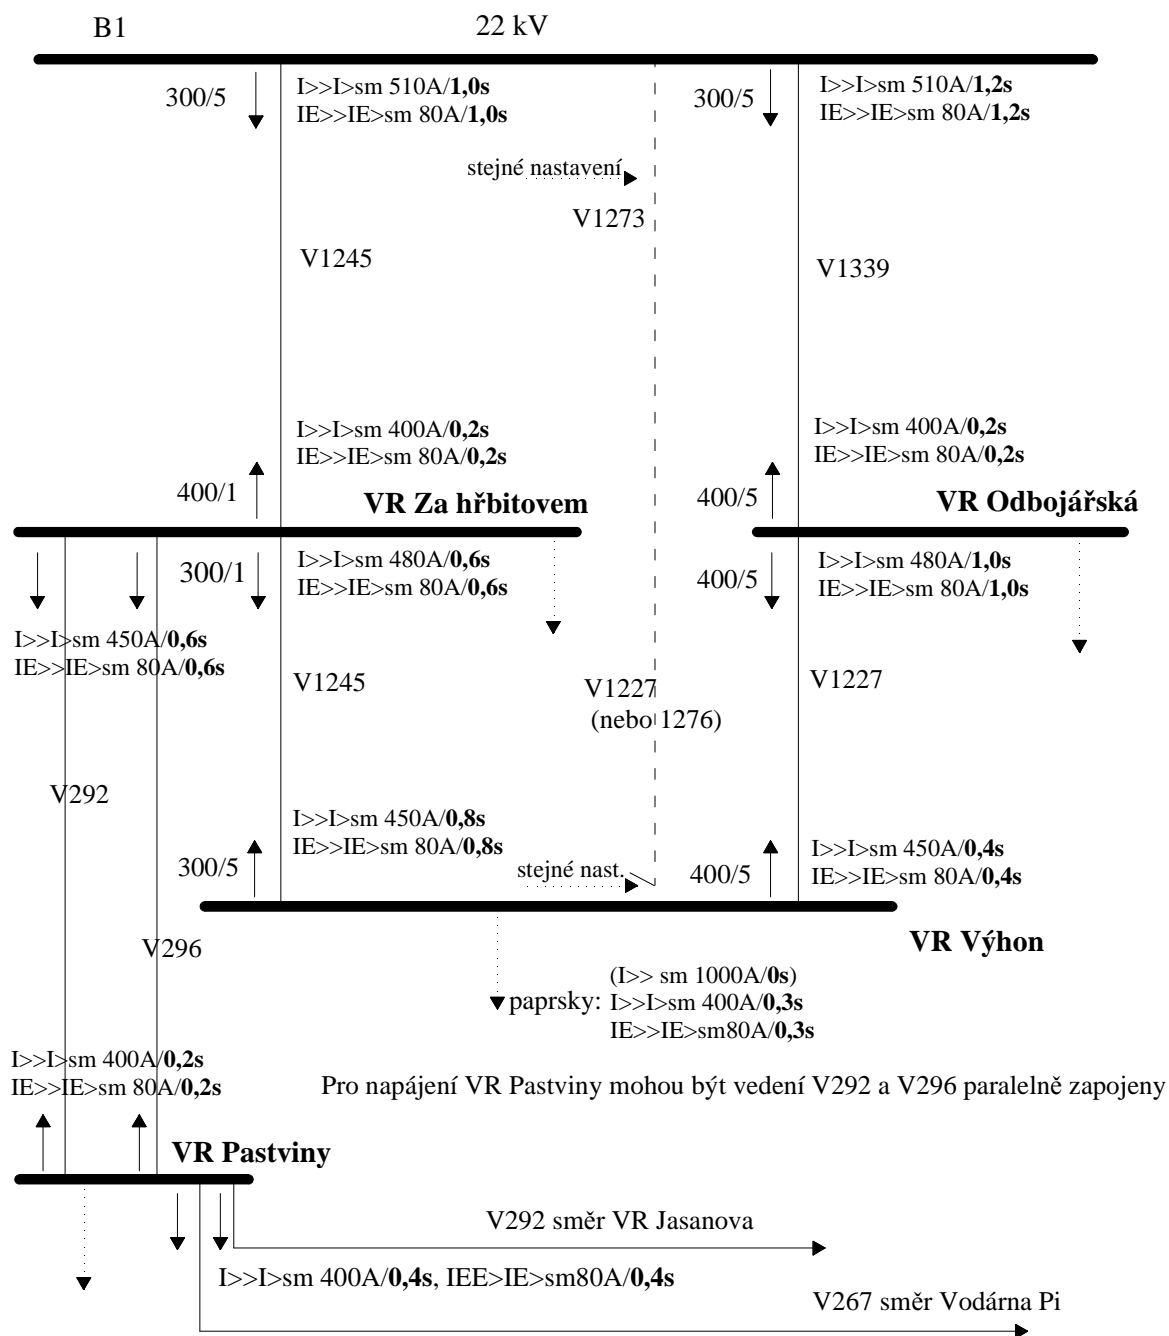 B1
22 kV
300/5
I>>I>sm 510A/1,0s
IE>>IE>sm 80A/1,0s
300/5
I>>I>sm 510A/1,2s
IE>>IE>sm 80A/1,2s
stejné nastavení
V1273
V1245
V1339
I>>I>sm 400A/0,2s
IE>>IE>sm 80A/0,2s
I>>I>sm 400A/0,2s
IE>>IE>sm 80A/0,2s
400/1
VR Za hřbitovem
400/5
VR Odbojářská
300/1
I>>I>sm 480A/0,6s
IE>>IE>sm 80A/0,6s
400/5
I>>I>sm 480A/1,0s
IE>>IE>sm 80A/1,0s
I>>I>sm 450A/0,6s
IE>>IE>sm 80A/0,6s
V1245
V1227
(nebo 1276)
V1227
V292
I>>I>sm 450A/0,8s
IE>>IE>sm 80A/0,8s
300/5
stejné nast.
400/5
I>>I>sm 450A/0,4s
IE>>IE>sm 80A/0,4s
V296
VR Výhon
(I>> sm 1000A/0s)
paprsky: I>>I>sm 400A/0,3s
IE>>IE>sm80A/0,3s
I>>I>sm 400A/0,2s
IE>>IE>sm 80A/0,2s
Pro napájení VR Pastviny mohou být vedení V292 a V296 paralelně zapojeny
VR Pastviny
V292 směr VR Jasanova
I>>I>sm 400A/0,4s, IEE>IE>sm80A/0,4s
V267 směr Vodárna Pi